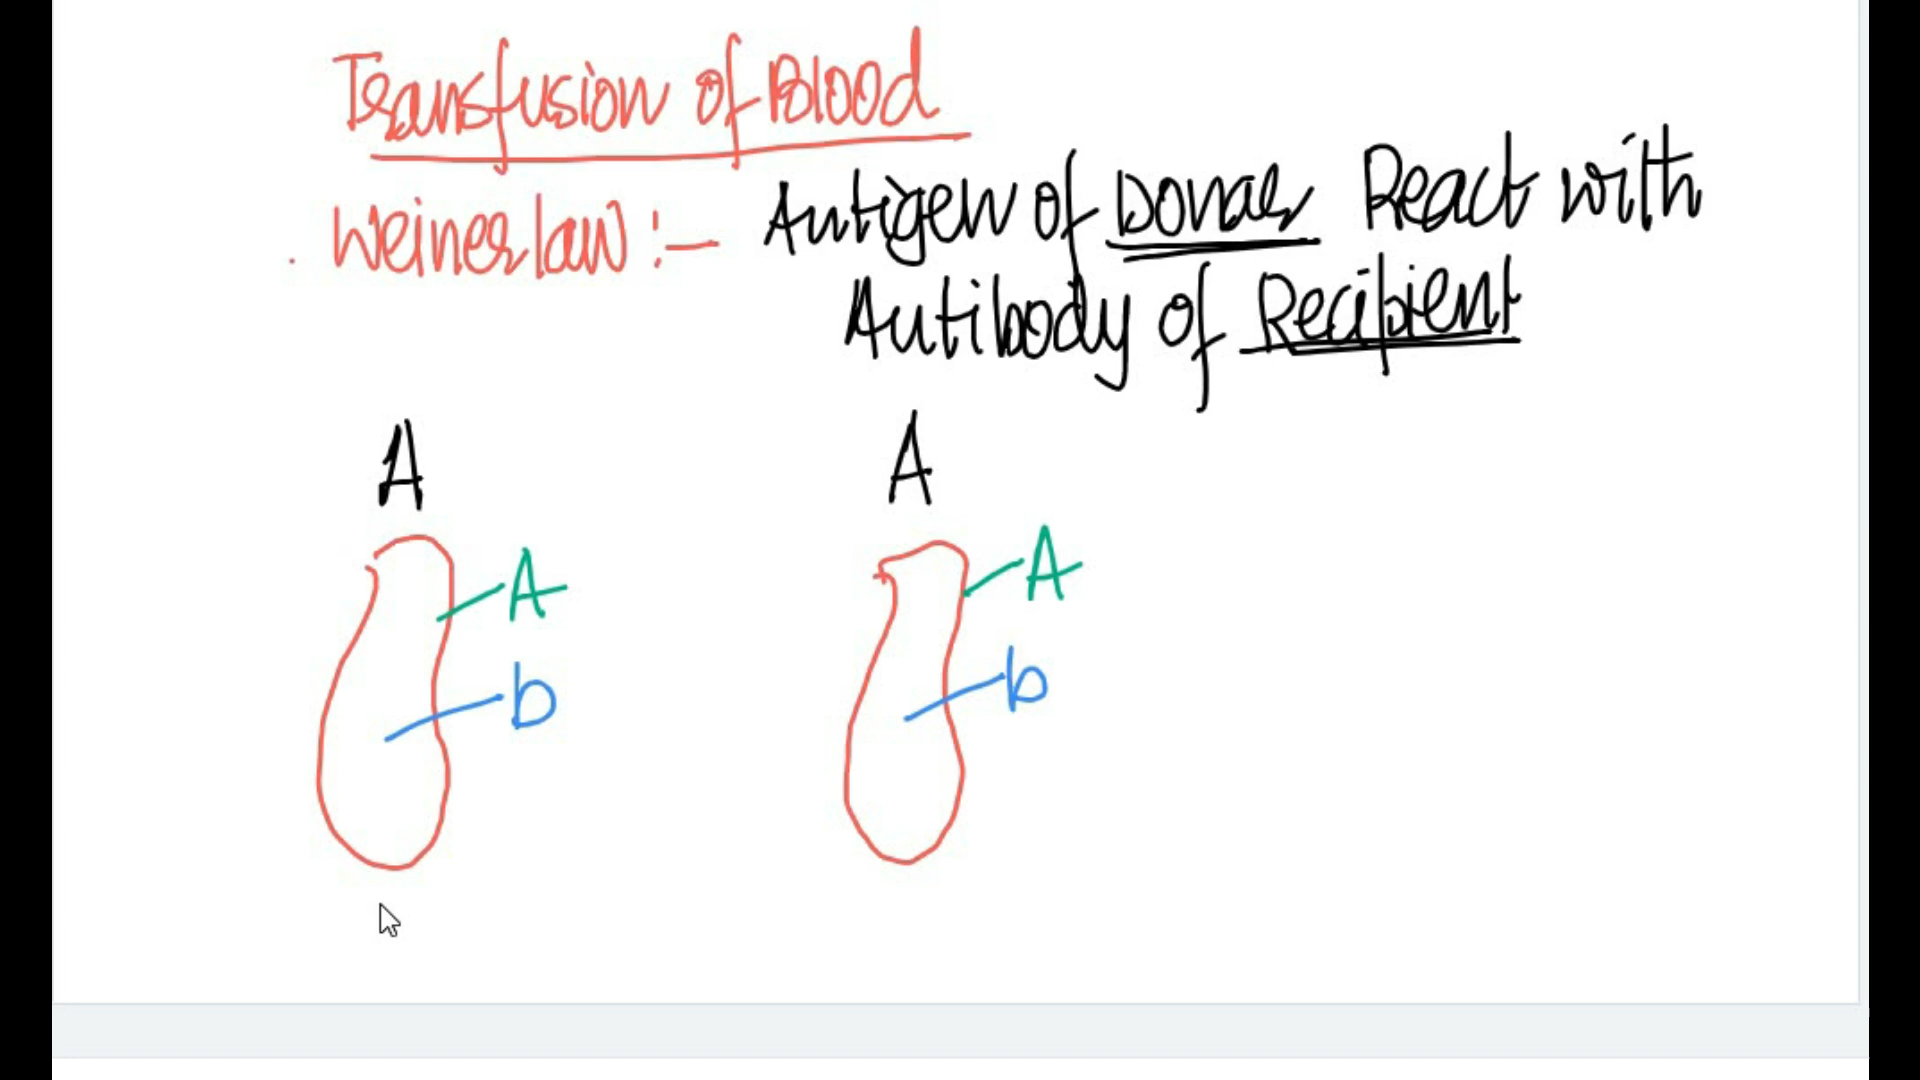 Transfusion of Blood
. Weiner law :- Antigen of Donar React with
Antibody of Recipient
A A
A A
b b